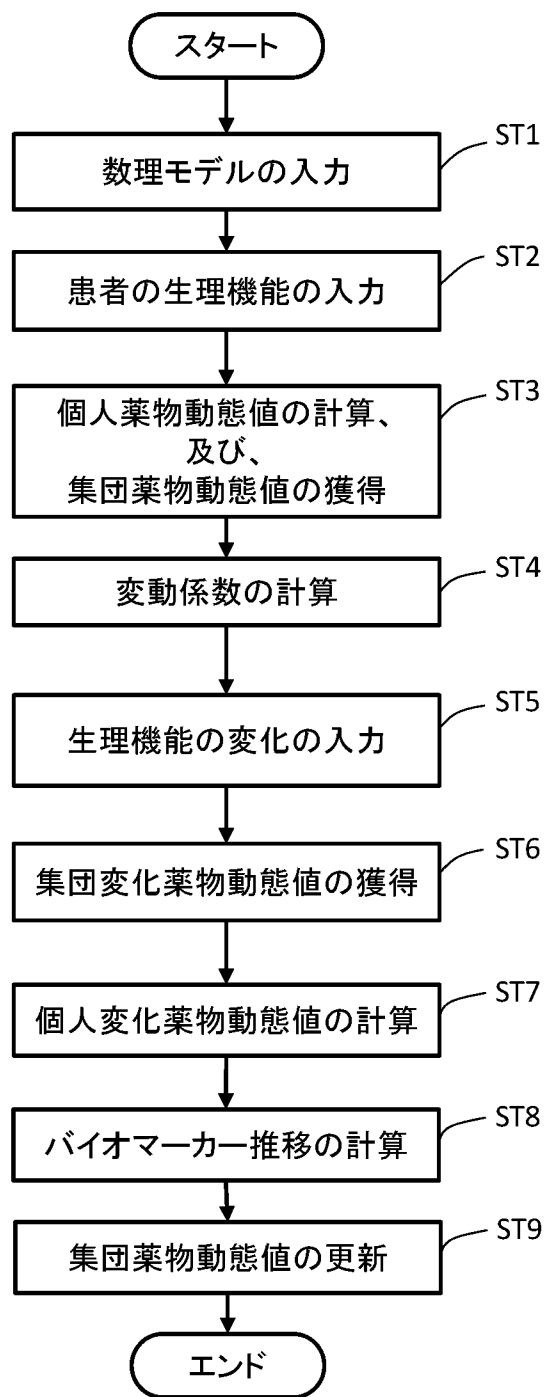 スタート
数理モデルの入力
ST1
患者の生理機能の入力
ST2
個人薬物動態値の計算、
及び、
集団薬物動態値の獲得
ST3
変動係数の計算
ST4
生理機能の変化の入力
ST5
集団変化薬物動態値の獲得
ST6
個人変化薬物動態値の計算
ST7
バイオマーカー推移の計算
ST8
集団薬物動態値の更新
ST9
エンド